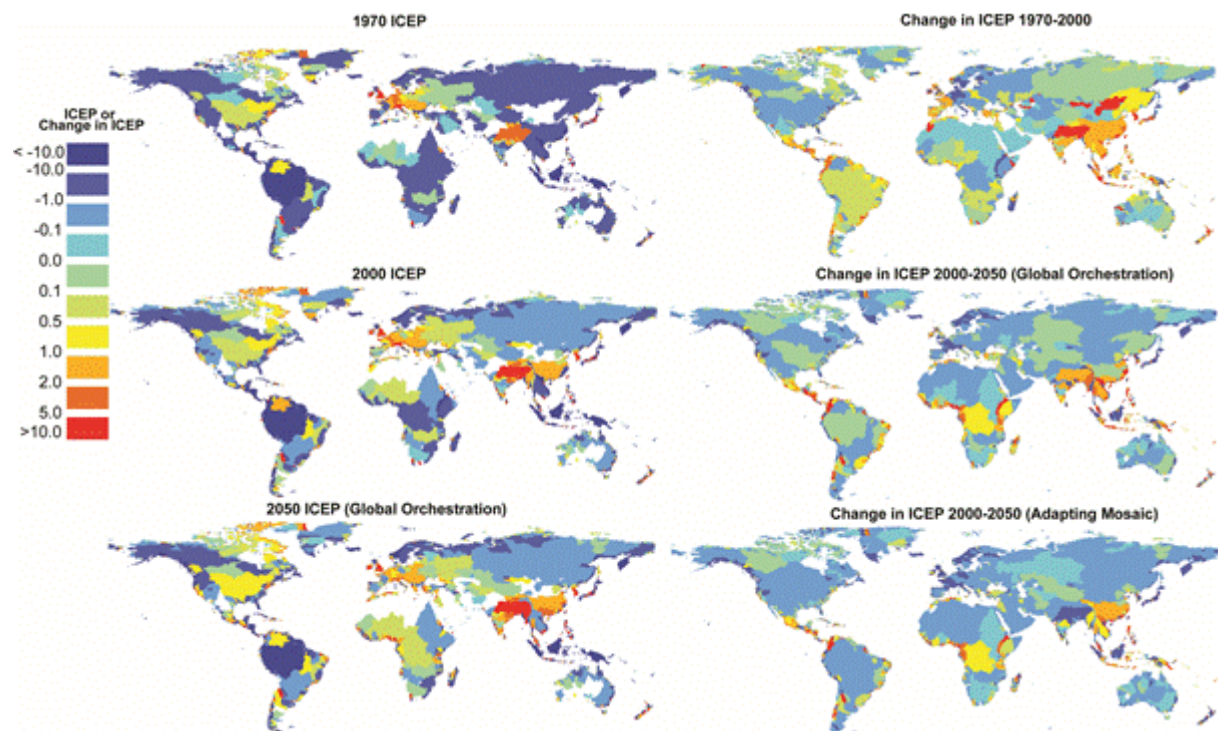 1970 ICEP
Change in ICEP 1970-2000
ICEP or
Change in ICEP
< -10.0
-10.0
-1.0
-0.1
0.0
0.1
0.5
1.0
2.0
5.0
>10.0
2000 ICEP
Change in ICEP 2000-2050 (Global Orchestration)
2050 ICEP (Global Orchestration)
Change in ICEP 2000-2050 (Adapting Mosaic)